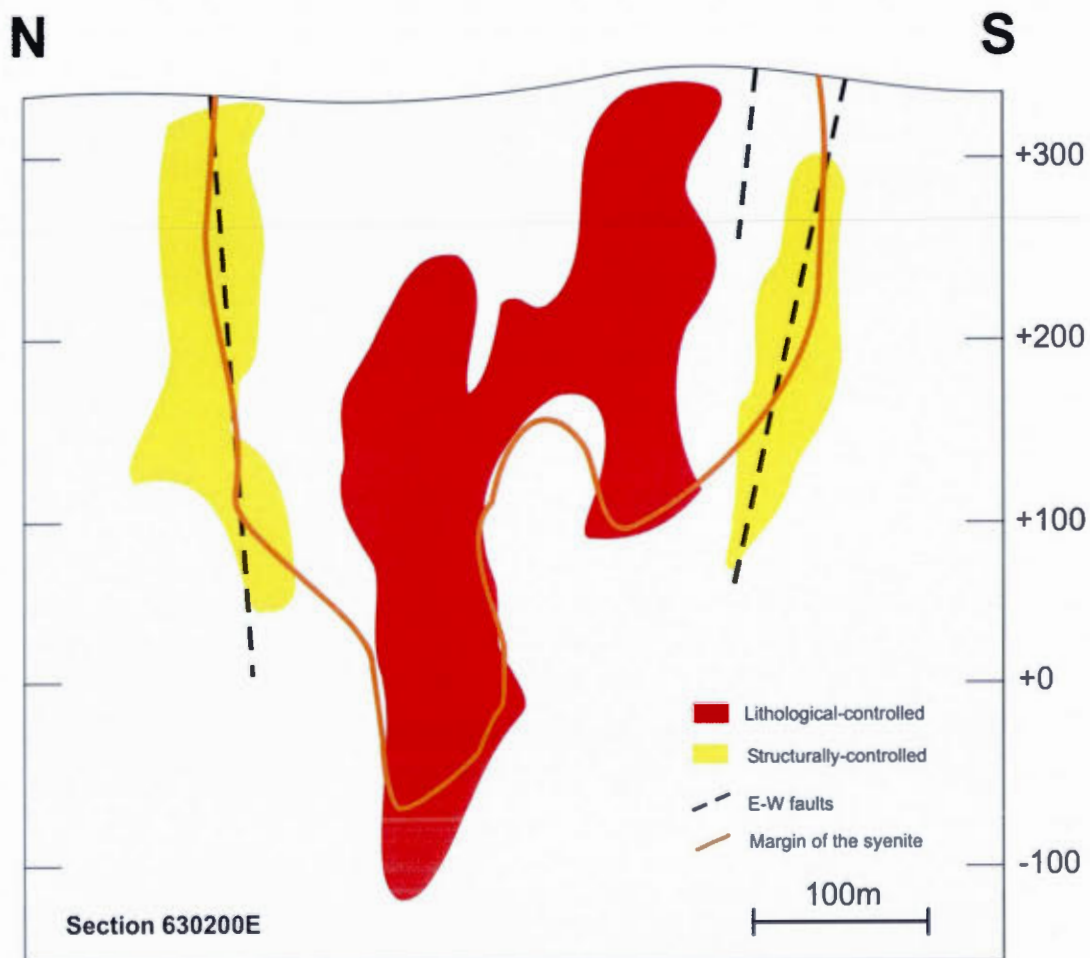 N
S
+300
+200
+100
+0
-100
Lithological-controlled
Structurally-controlled
E-W faults
Margin of the syenite
100m
Section 630200E